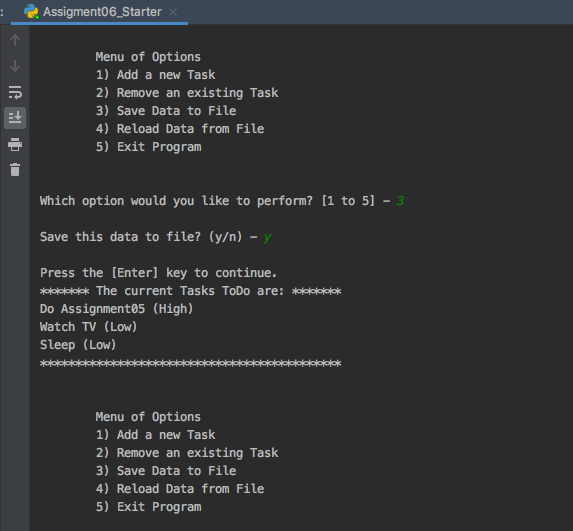 Assigment06_Starter
Menu of Options
1) Add a new Task
2) Remove an existing Task
3) Save Data to File
4) Reload Data from File
5) Exit Program
Which option would you like to perform? [1 to 5] - 3
Save this data to file? (y/n) - y
Press the [Enter] key to continue.
******* The current Tasks ToDo are: *******
Do Assignment05 (High)
Watch TV (Low)
Sleep (Low)
*******************************************
Menu of Options
1) Add a new Task
2) Remove an existing Task
3) Save Data to File
4) Reload Data from File
5) Exit Program